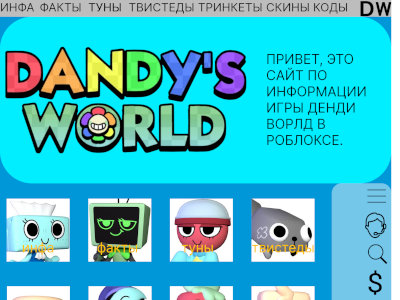 ИНФА ФАКТЫ ТУНЫ ТВИСТЕДЫ ТРИНКЕТЫ СКИНЫ КОДЫ DW
DANDY'S
WORLD
ПРИВЕТ, ЭТО
САЙТ ПО
ИНФОРМАЦИИ
ИГРЫ ДЕНДИ
ВОРЛД В
РОБЛОКСЕ.
инфа факты туны твистеды
$